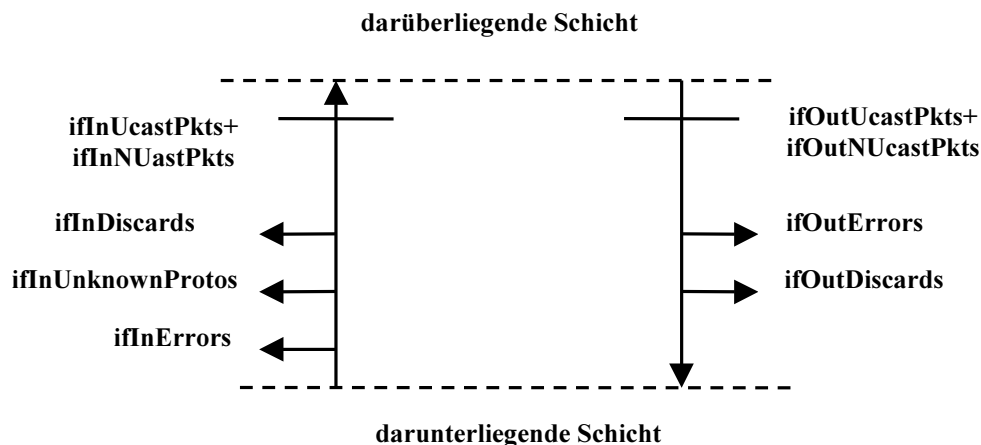 darüberliegende Schicht
ifInUcastPkts+
ifInNUastPkts
ifOutUcastPkts+
ifOutNUcastPkts
ifInDiscards
ifOutErrors
ifInUnknownProtos
ifOutDiscards
ifInErrors
darunterliegende Schicht